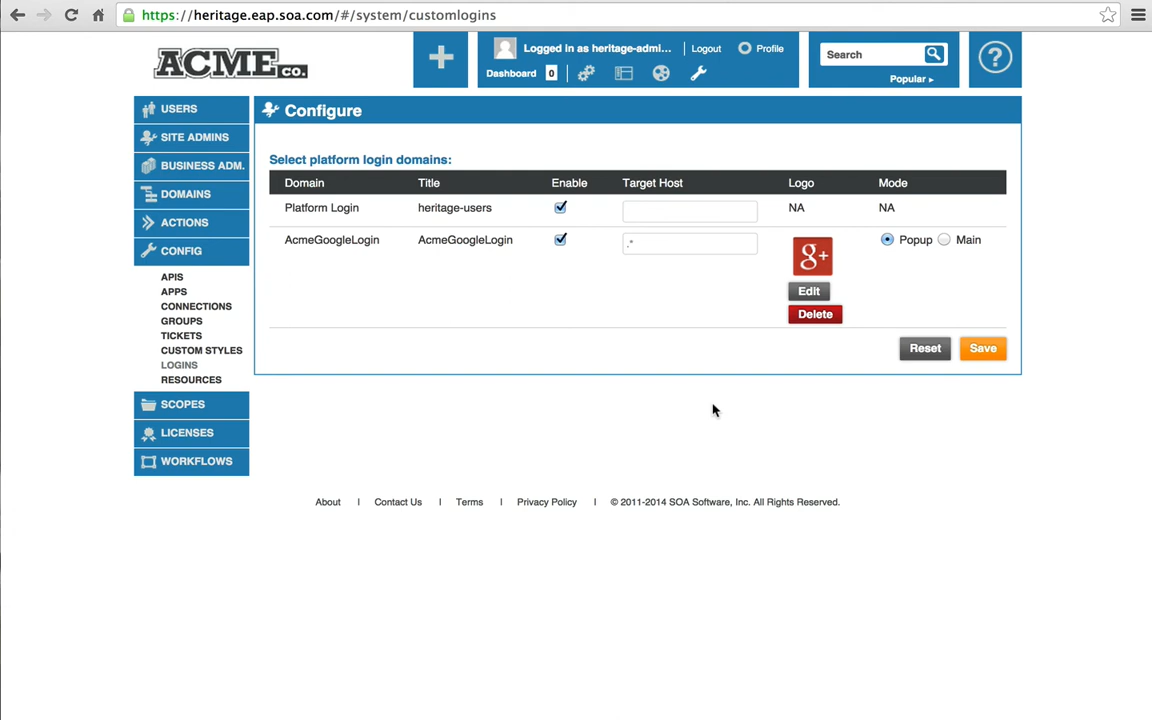 https://heritage.eap.soa.com/#/system/customlogins
ACME co.
Logged in as heritage-admi... | Logout Profile
Dashboard 0
Search
Popular ▸
?
USERS
SITE ADMINS
BUSINESS ADM.
DOMAINS
ACTIONS
CONFIG
APIS
APPS
CONNECTIONS
GROUPS
TICKETS
CUSTOM STYLES
LOGINS
RESOURCES
SCOPES
LICENSES
WORKFLOWS
Configure
Select platform login domains:
Domain Title Enable Target Host Logo Mode
Platform Login heritage-users NA NA
AcmeGoogleLogin AcmeGoogleLogin .* g+ Popup Main
Edit
Delete
Reset Save
About | Contact Us | Terms | Privacy Policy | © 2011-2014 SOA Software, Inc. All Rights Reserved.